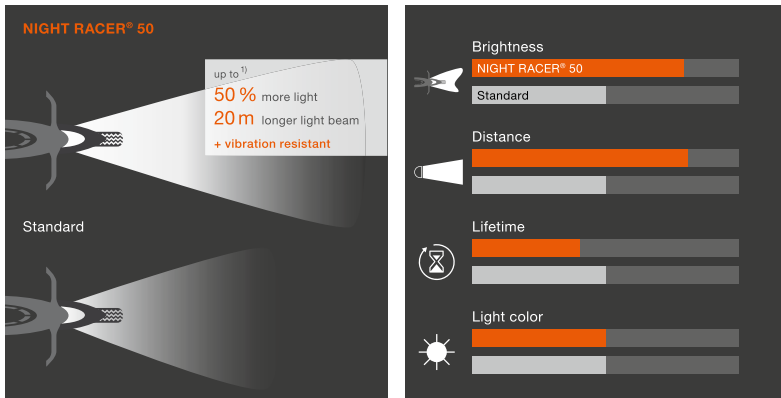 NIGHT RACER® 50
up to 1)
50 % more light
20 m longer light beam
+ vibration resistant
Standard
Brightness
NIGHT RACER® 50
Standard
Distance
Lifetime
Light color